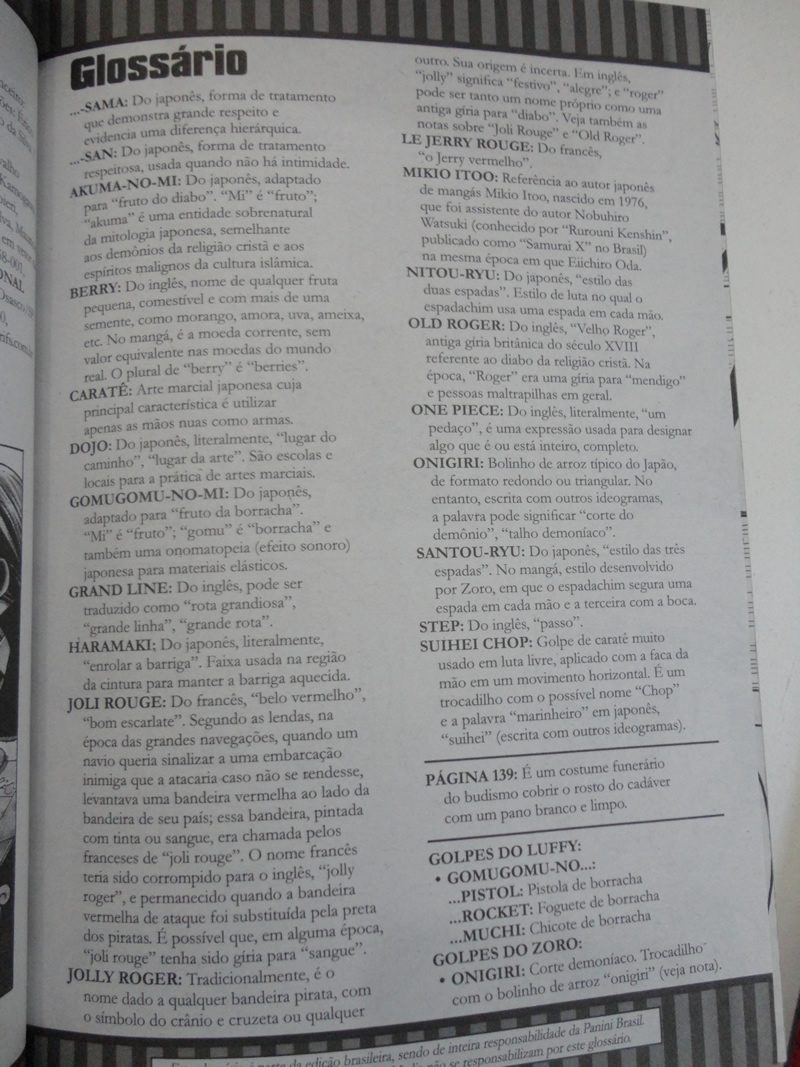 Glossário
...-SAMA: Do japonês, forma de tratamento
que demonstra grande respeito e
evidencia uma diferença hierárquica.
...-SAN: Do japonês, forma de tratamento
respeitosa, usada quando não há intimidade.
AKUMA-NO-MI: Do japonês, adaptado
para “fruto do diabo”. “Mi” é “fruto”;
“akuma” é uma entidade sobrenatural
da mitologia japonesa, semelhante
aos demônios da religião cristã e aos
espíritos malignos da cultura islâmica.
BERRY: Do inglês, nome de qualquer fruta
pequena, comestível e com mais de uma
semente, como morango, amora, uva, ameixa,
etc. No mangá, é a moeda corrente, sem
valor equivalente nas moedas do mundo
real. O plural de “berry” é “berries”.
CARATÊ: Arte marcial japonesa cuja
principal característica é utilizar
apenas as mãos nuas como armas.
DOJO: Do japonês, literalmente, “lugar do
caminho”, “lugar da arte”. São escolas e
locais para a prática de artes marciais.
GOMUGOMU-NO-MI: Do japonês,
adaptado para “fruto da borracha”.
“Mi” é “fruto”; “gomu” é “borracha” e
também uma onomatopeia (efeito sonoro)
japonesa para materiais elásticos.
GRAND LINE: Do inglês, pode ser
traduzido como “rota grandiosa”,
“grande linha”, “grande rota”.
HARAMAKI: Do japonês, literalmente,
“enrolar a barriga”. Faixa usada na região
da cintura para manter a barriga aquecida.
JOLI ROUGE: Do francês, “belo vermelho”,
“bom escarlate”. Segundo as lendas, na
época das grandes navegações, quando um
navio queria sinalizar a uma embarcação
inimiga que a atacaria caso não se rendesse,
levantava uma bandeira vermelha ao lado da
bandeira de seu país; essa bandeira, pintada
com tinta ou sangue, era chamada pelos
franceses de “joli rouge”. O nome francês
teria sido corrompido para o inglês, “jolly
roger”, e permanecido quando a bandeira
vermelha de ataque foi substituída pela preta
dos piratas. É possível que, em alguma época,
“joli rouge” tenha sido gíria para “sangue”.
JOLLY ROGER: Tradicionalmente, é o
nome dado a qualquer bandeira pirata, com
o símbolo do crânio e cruzeta ou qualquer
outro. Sua origem é incerta. Em inglês,
“jolly” significa “festivo”, “alegre”; e “roger”
pode ser tanto um nome próprio como uma
antiga gíria para “diabo”. Veja também as
notas sobre “Joli Rouge” e “Old Roger”.
LE JERRY ROUGE: Do francês,
“o Jerry vermelho”.
MIKIO ITOO: Referência ao autor japonês
de mangás Mikio Itoo, nascido em 1976,
que foi assistente do autor Nobuhiro
Watsuki (conhecido por “Rurouni Kenshin”,
publicado como “Samurai X” no Brasil)
na mesma época em que Eiichiro Oda.
NITOU-RYU: Do japonês, “estilo das
duas espadas”. Estilo de luta no qual o
espadachim usa uma espada em cada mão.
OLD ROGER: Do inglês, “Velho Roger”,
antiga gíria britânica do século XVIII
referente ao diabo da religião cristã. Na
época, “Roger” era uma gíria para “mendigo”
e pessoas maltrapilhas em geral.
ONE PIECE: Do inglês, literalmente, “um
pedaço”, é uma expressão usada para designar
algo que é ou está inteiro, completo.
ONIGIRI: Bolinho de arroz típico do Japão,
de formato redondo ou triangular. No
entanto, escrita com outros ideogramas,
a palavra pode significar “corte do
demônio”, “talho demoníaco”.
SANTOU-RYU: Do japonês, “estilo das três
espadas”. No mangá, estilo desenvolvido
por Zoro, em que o espadachim segura uma
espada em cada mão e a terceira com a boca.
STEP: Do inglês, “passo”.
SUIHEI CHOP: Golpe de caratê muito
usado em luta livre, aplicado com a faca da
mão em um movimento horizontal. É um
trocadilho com o possível nome “Chop”
e a palavra “marinheiro” em japonês,
“suihei” (escrita com outros ideogramas).
PÁGINA 139: É um costume funerário
do budismo cobrir o rosto do cadáver
com um pano branco e limpo.
GOLPES DO LUFFY:
• GOMUGOMU-NO...:
...PISTOL: Pistola de borracha
...ROCKET: Foguete de borracha
...MUCHI: Chicote de borracha
GOLPES DO ZORO:
• ONIGIRI: Corte demoníaco. Trocadilho
com o bolinho de arroz “onigiri” (veja nota).
da edição brasileira, sendo de inteira responsabilidade da Panini Brasil.
não se responsabilizam por este glossário.